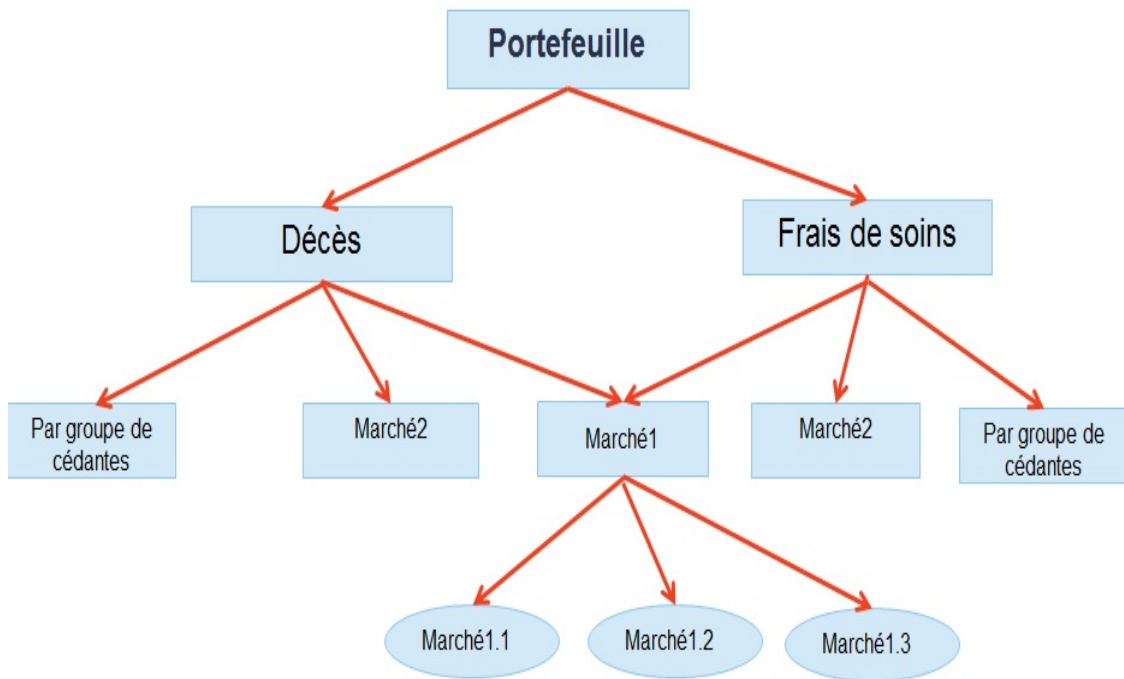 Portefeuille
Décès
Frais de soins
Par groupe de
cédantes
Marché2
Marché1
Marché2
Par groupe de
cédantes
Marché1.1
Marché1.2
Marché1.3